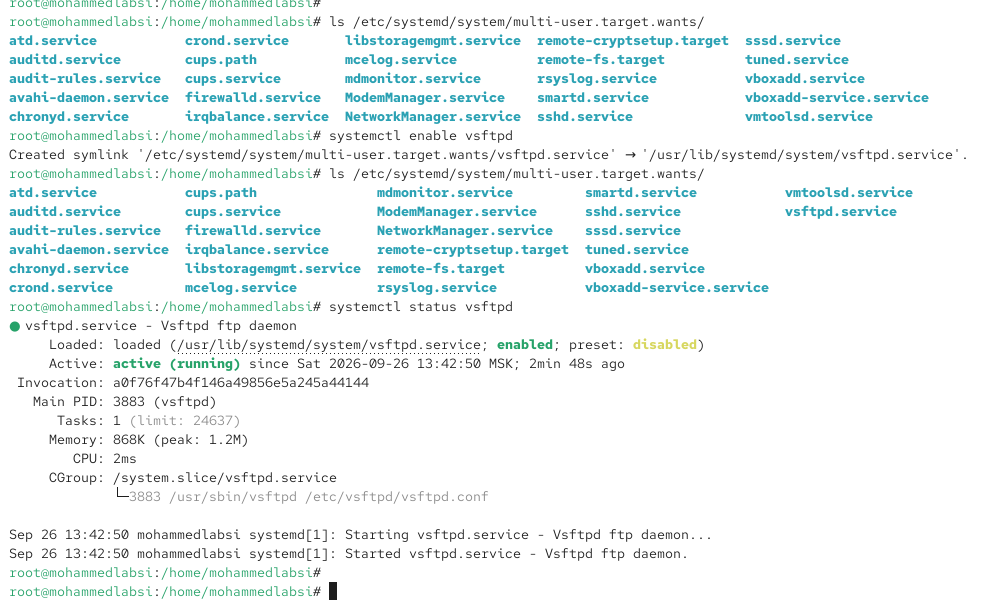 root@mohammedlabsi:/home/mohammedlabsi#
root@mohammedlabsi:/home/mohammedlabsi# ls /etc/systemd/system/multi-user.target.wants/
atd.service crond.service libstoragemgmt.service remote-cryptsetup.target sssd.service
auditd.service cups.path mcelog.service remote-fs.target tuned.service
audit-rules.service cups.service mdmonitor.service rsyslog.service vboxadd.service
avahi-daemon.service firewalld.service ModemManager.service smartd.service vboxadd-service.service
chronyd.service irqbalance.service NetworkManager.service sshd.service vmtoolsd.service
root@mohammedlabsi:/home/mohammedlabsi# systemctl enable vsftpd
Created symlink '/etc/systemd/system/multi-user.target.wants/vsftpd.service' → '/usr/lib/systemd/system/vsftpd.service'.
root@mohammedlabsi:/home/mohammedlabsi# ls /etc/systemd/system/multi-user.target.wants/
atd.service cups.path mdmonitor.service smartd.service vmtoolsd.service
auditd.service cups.service ModemManager.service sshd.service vsftpd.service
audit-rules.service firewalld.service NetworkManager.service sssd.service
avahi-daemon.service irqbalance.service remote-cryptsetup.target tuned.service
chronyd.service libstoragemgmt.service remote-fs.target vboxadd.service
crond.service mcelog.service rsyslog.service vboxadd-service.service
root@mohammedlabsi:/home/mohammedlabsi# systemctl status vsftpd
● vsftpd.service - Vsftpd ftp daemon
Loaded: loaded (/usr/lib/systemd/system/vsftpd.service; enabled; preset: disabled)
Active: active (running) since Sat 2026-09-26 13:42:50 MSK; 2min 48s ago
Invocation: a0f76f47b4f146a49856e5a245a44144
Main PID: 3883 (vsftpd)
Tasks: 1 (limit: 24637)
Memory: 868K (peak: 1.2M)
CPU: 2ms
CGroup: /system.slice/vsftpd.service
└─3883 /usr/sbin/vsftpd /etc/vsftpd/vsftpd.conf
Sep 26 13:42:50 mohammedlabsi systemd[1]: Starting vsftpd.service - Vsftpd ftp daemon...
Sep 26 13:42:50 mohammedlabsi systemd[1]: Started vsftpd.service - Vsftpd ftp daemon.
root@mohammedlabsi:/home/mohammedlabsi#
root@mohammedlabsi:/home/mohammedlabsi#